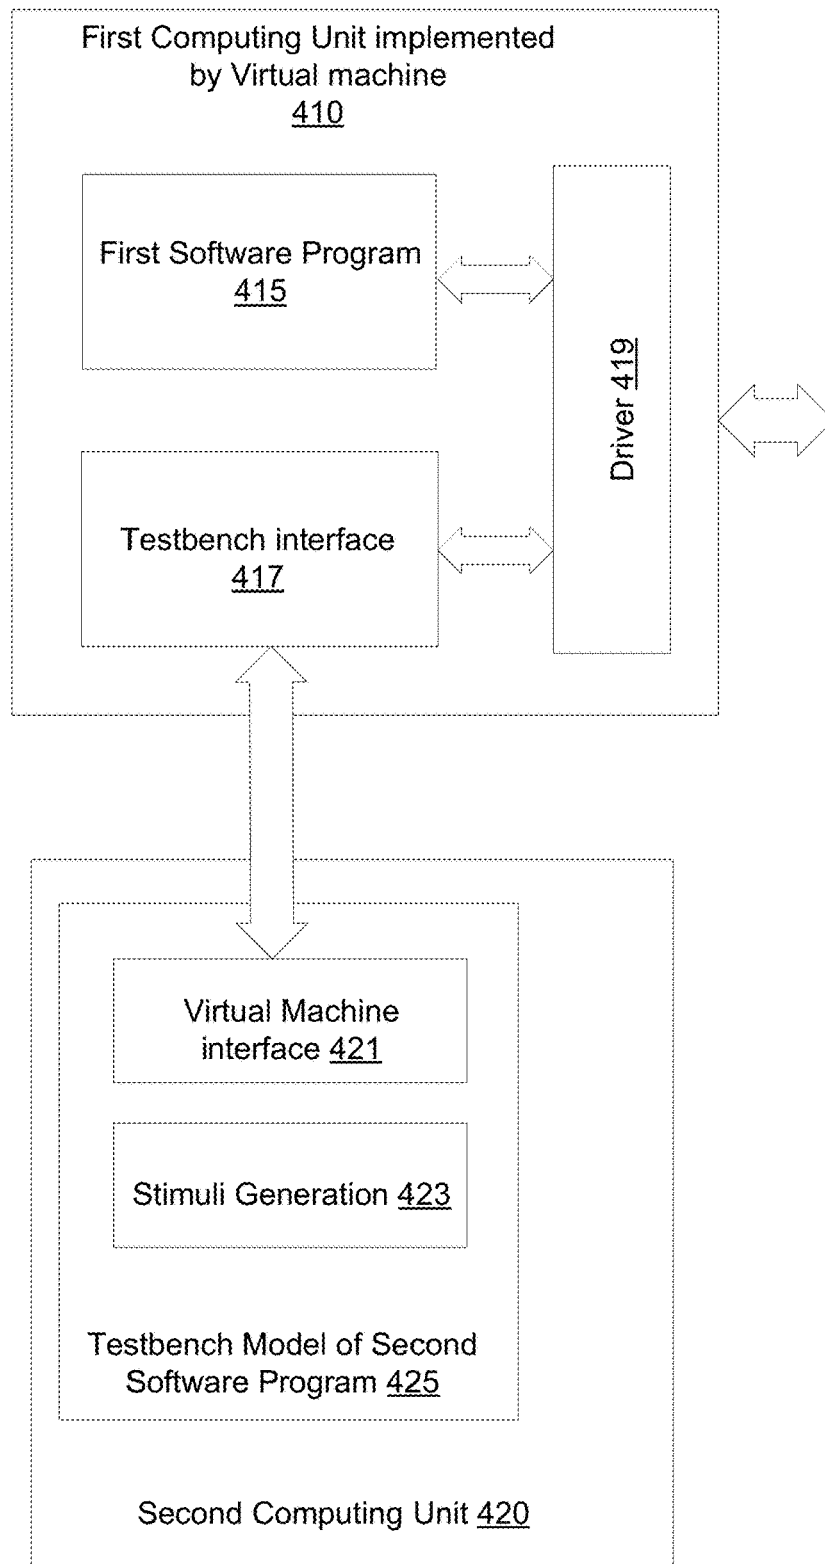 First Computing Unit implemented
by Virtual machine
410
First Software Program
415
Driver 419
Testbench interface
417
Virtual Machine
interface 421
Stimuli Generation 423
Testbench Model of Second
Software Program 425
Second Computing Unit 420